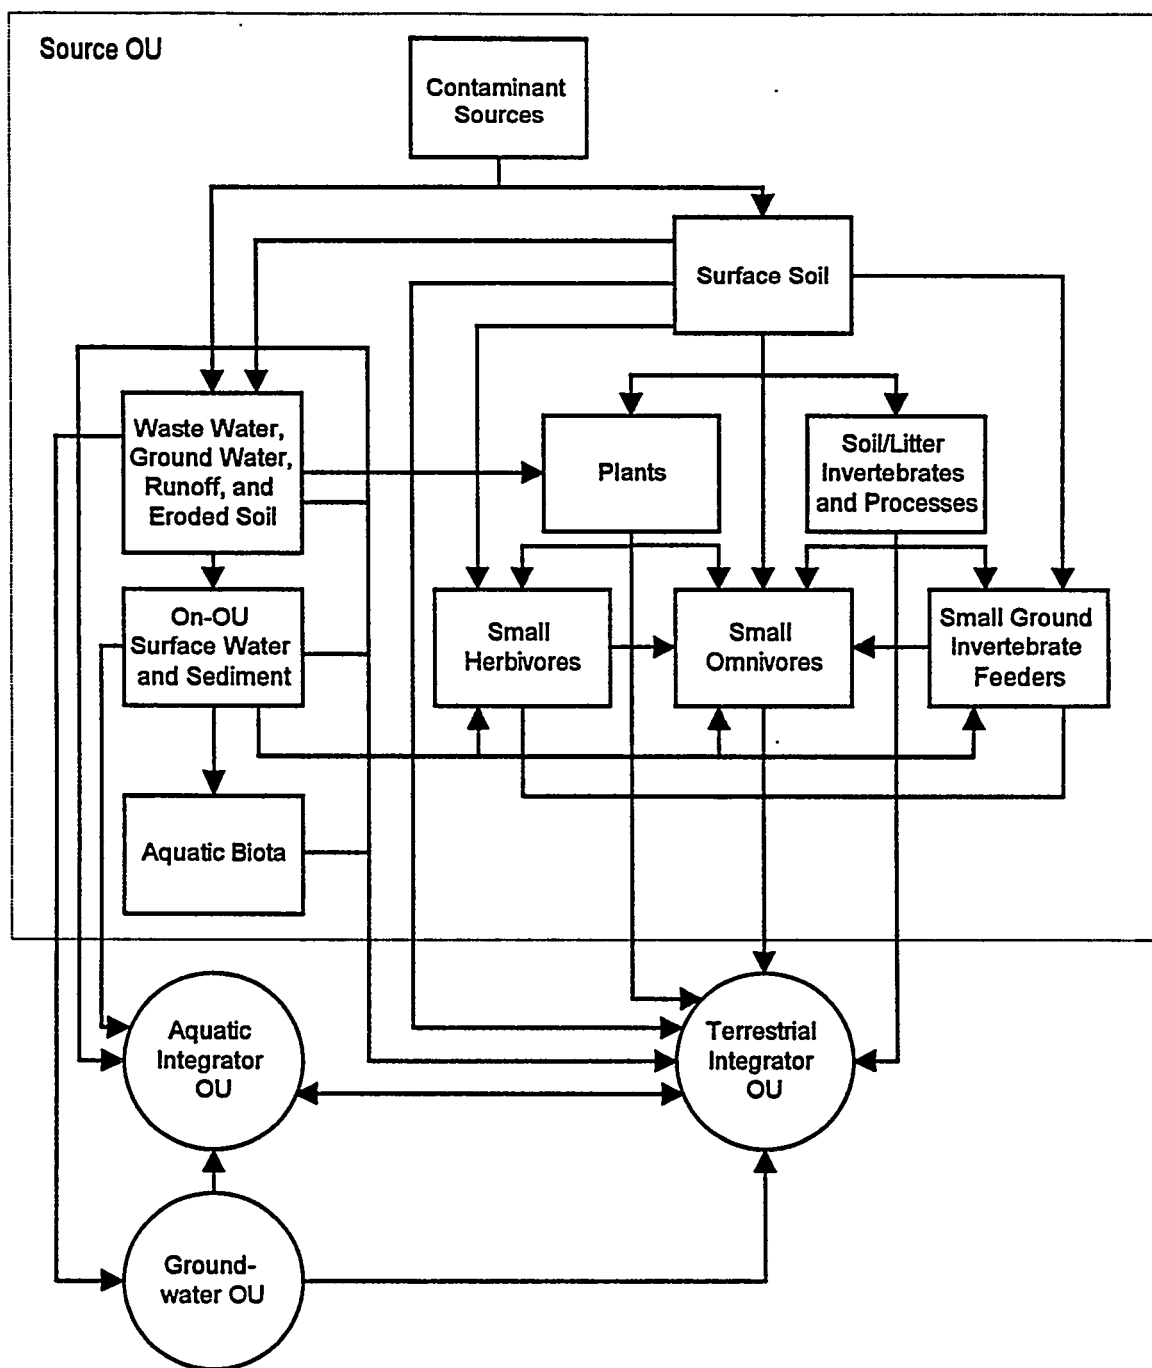 Source OU
Contaminant
Sources
Surface Soil
Waste Water,
Ground Water,
Runoff, and
Eroded Soil
Plants
Soil/Litter
Invertebrates
and Processes
On-OU
Surface Water
and Sediment
Small
Herbivores
Small
Omnivores
Small Ground
Invertebrate
Feeders
Aquatic Biota
Aquatic
Integrator
OU
Terrestrial
Integrator
OU
Ground-
water OU